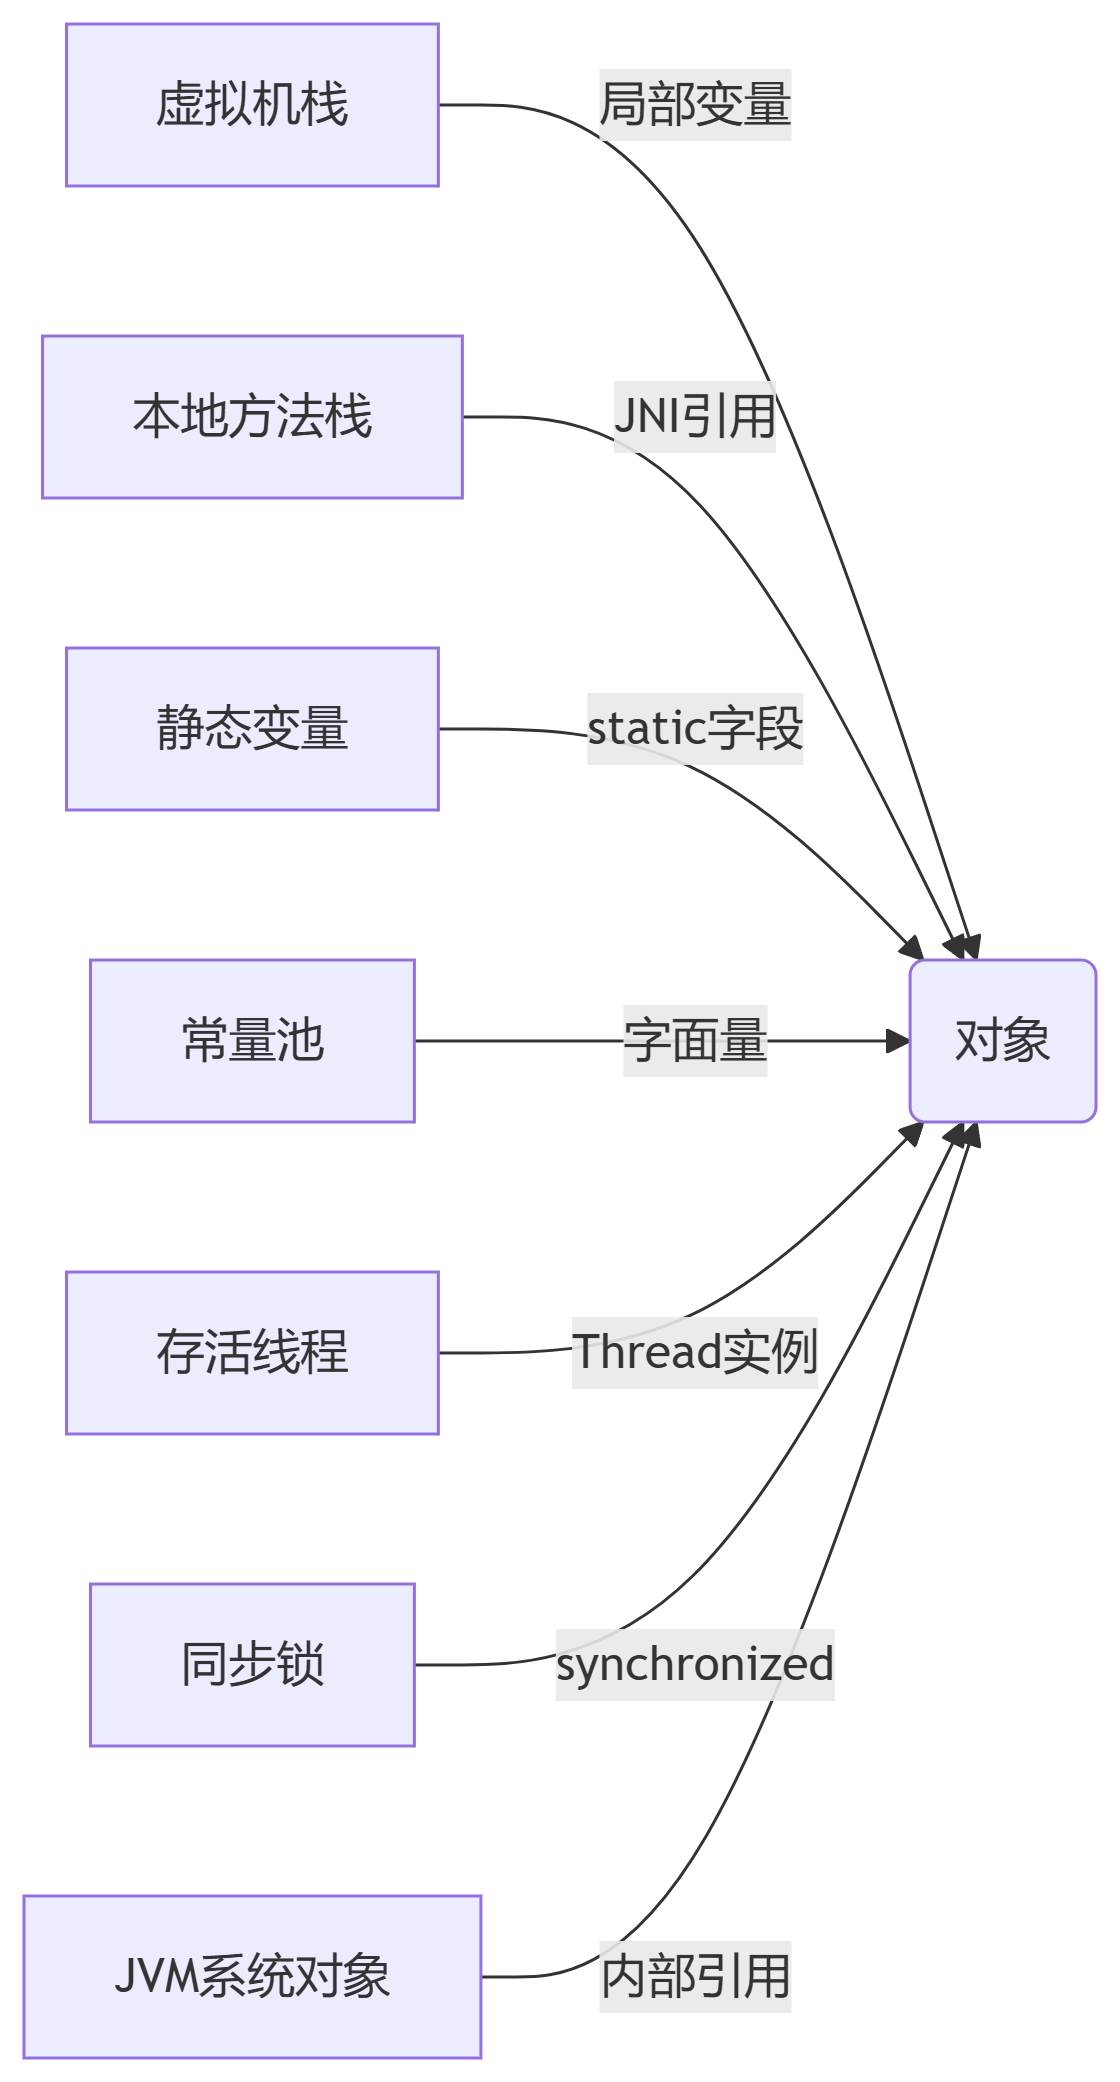 虚拟机栈
局部变量
本地方法栈
JNI引用
静态变量
static字段
常量池
字面量
对象
存活线程
Thread实例
同步锁
synchronized
JVM系统对象
内部引用